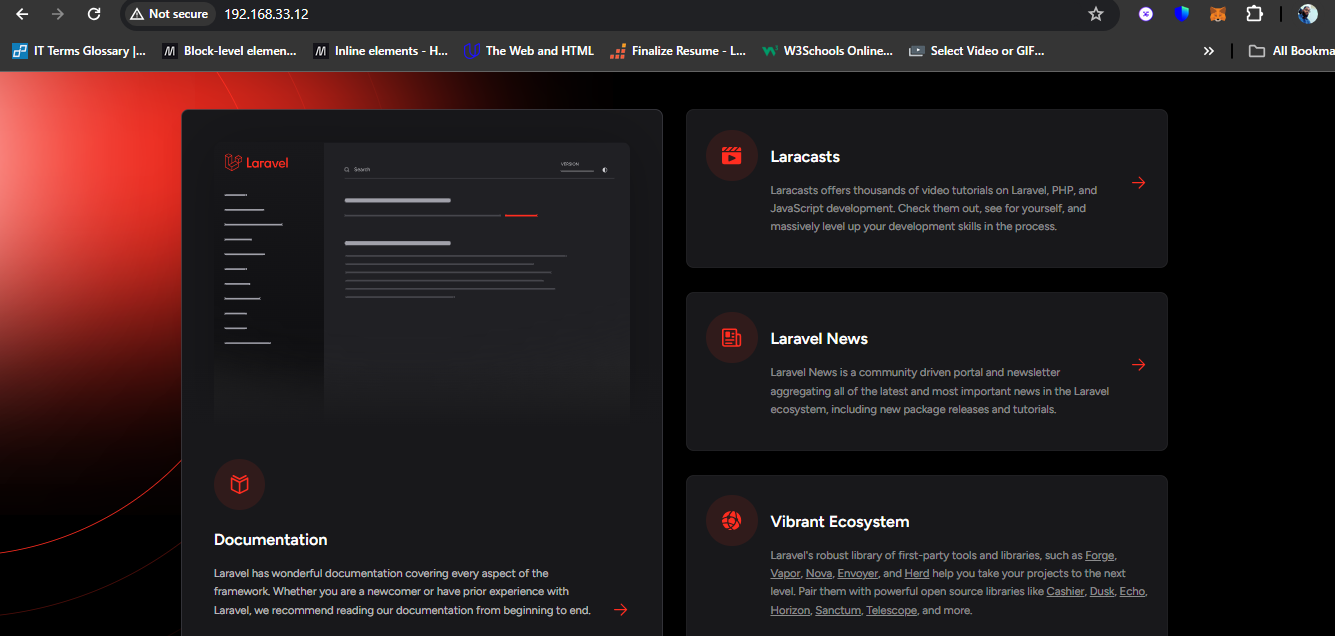 Not secure 192.168.33.12
IT Terms Glossary |... Block-level elemen... Inline elements - H... The Web and HTML Finalize Resume - L... W3Schools Online... Select Video or GIF... » All Bookma
Laravel
Search
VERSION
Documentation
Laravel has wonderful documentation covering every aspect of the
framework. Whether you are a newcomer or have prior experience with
Laravel, we recommend reading our documentation from beginning to end.
Laracasts
Laracasts offers thousands of video tutorials on Laravel, PHP, and
JavaScript development. Check them out, see for yourself, and
massively level up your development skills in the process.
Laravel News
Laravel News is a community driven portal and newsletter
aggregating all of the latest and most important news in the Laravel
ecosystem, including new package releases and tutorials.
Vibrant Ecosystem
Laravel's robust library of first-party tools and libraries, such as Forge,
Vapor, Nova, Envoyer, and Herd help you take your projects to the next
level. Pair them with powerful open source libraries like Cashier, Dusk, Echo,
Horizon, Sanctum, Telescope, and more.